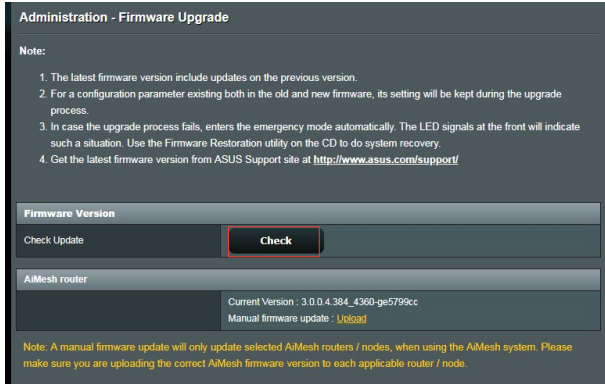 Administration - Firmware Upgrade
Note:
1. The latest firmware version include updates on the previous version.
2. For a configuration parameter existing both in the old and new firmware, its setting will be kept during the upgrade
process.
3. In case the upgrade process fails, enters the emergency mode automatically. The LED signals at the front will indicate
such a situation. Use the Firmware Restoration utility on the CD to do system recovery.
4. Get the latest firmware version from ASUS Support site at http://www.asus.com/support/
Firmware Version
Check Update
Check
AiMesh router
Current Version : 3.0.0.4.384_4360-ge5799cc
Manual firmware update : Upload
Note: A manual firmware update will only update selected AiMesh routers / nodes, when using the AiMesh system. Please
make sure you are uploading the correct AiMesh firmware version to each applicable router / node.